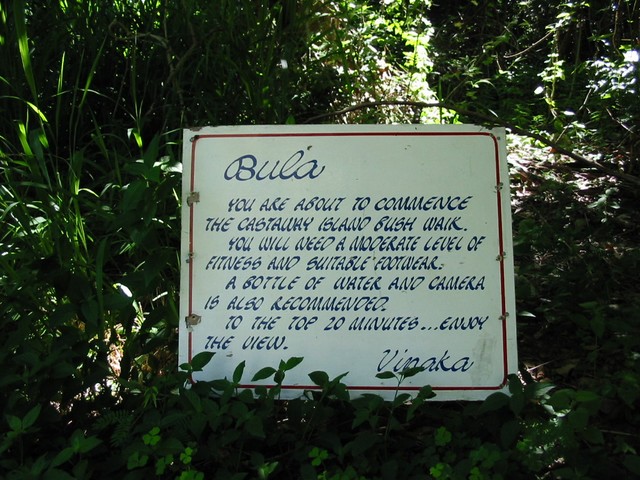 Bula
YOU ARE ABOUT TO COMMENCE
THE CASTAWAY ISLAND BUSH WALK.
YOU WILL NEED A MODERATE LEVEL OF
FITNESS AND SUITABLE FOOTWEAR.
A BOTTLE OF WATER AND CAMERA
IS ALSO RECOMMENDED.
TO THE TOP 20 MINUTES...ENJOY
THE VIEW.
Vinaka